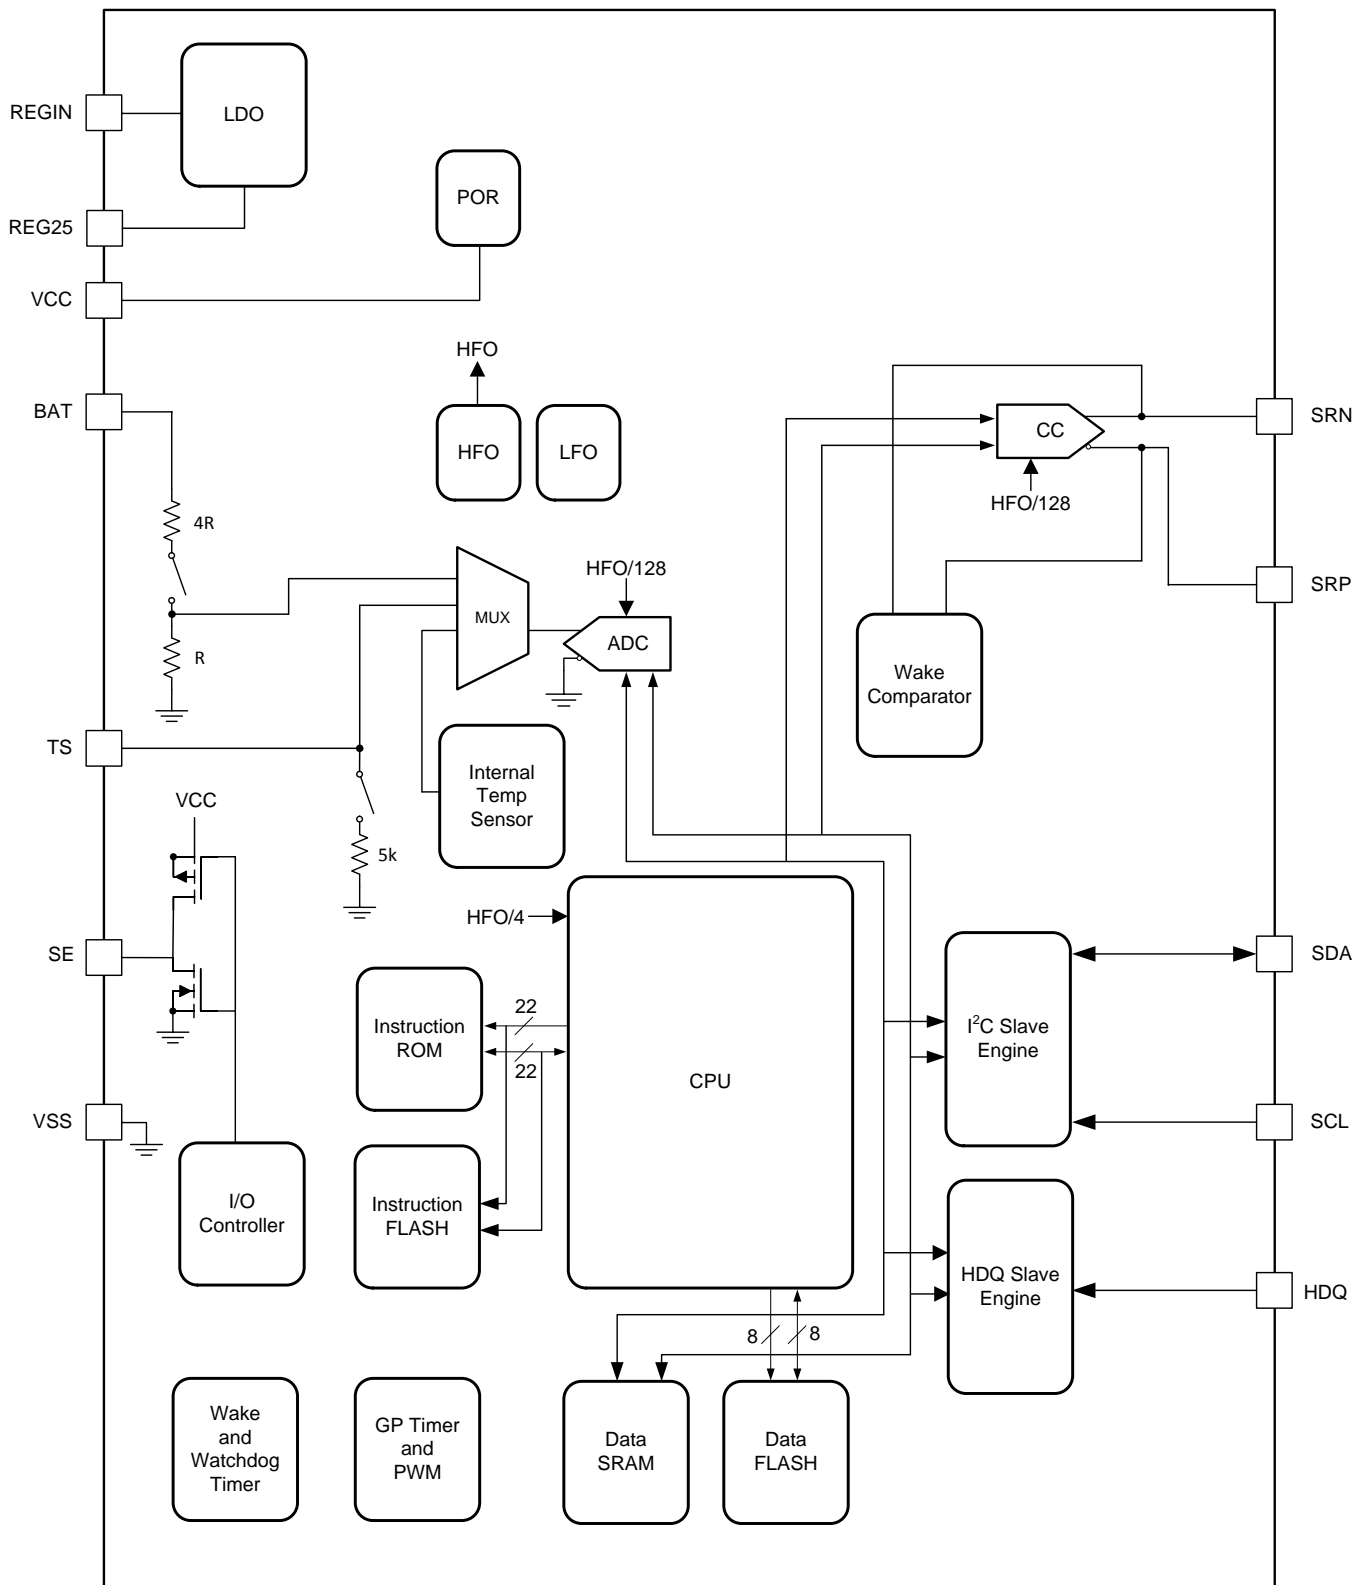 REGIN
LDO
POR
REG25
VCC
HFO
BAT
HFO
LFO
CC
SRN
HFO/128
4R
HFO/128
SRP
MUX
ADC
R
Wake
Comparator
TS
Internal
Temp
Sensor
VCC
5k
HFO/4
SE
SDA
Instruction
ROM
22
22
CPU
I²C Slave
Engine
VSS
SCL
I/O
Controller
Instruction
FLASH
HDQ Slave
Engine
HDQ
8
8
Wake
and
Watchdog
Timer
GP Timer
and
PWM
Data
SRAM
Data
FLASH